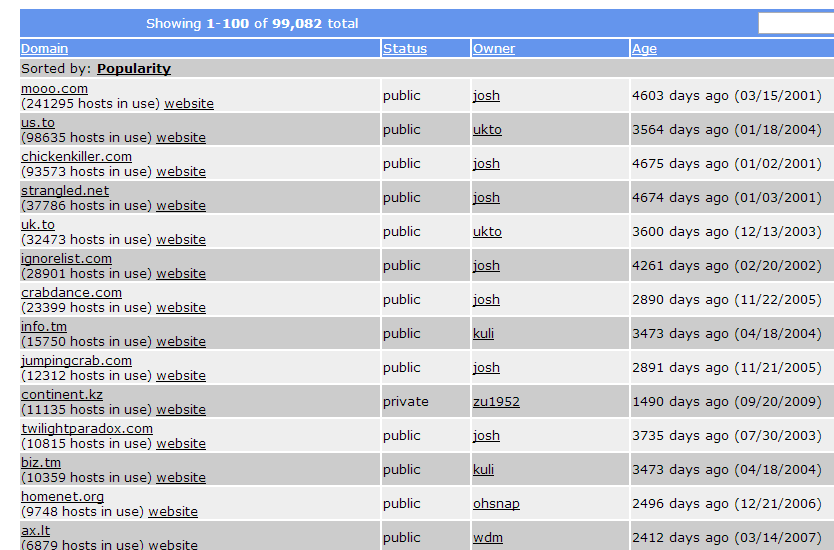 Showing 1-100 of 99,082 total
Domain Status Owner Age
Sorted by: Popularity
mooo.com
(241295 hosts in use) website public josh 4603 days ago (03/15/2001)
us.to
(98635 hosts in use) website public ukto 3564 days ago (01/18/2004)
chickenkiller.com
(93573 hosts in use) website public josh 4675 days ago (01/02/2001)
strangled.net
(37786 hosts in use) website public josh 4674 days ago (01/03/2001)
uk.to
(32473 hosts in use) website public ukto 3600 days ago (12/13/2003)
ignorelist.com
(28901 hosts in use) website public josh 4261 days ago (02/20/2002)
crabdance.com
(23399 hosts in use) website public josh 2890 days ago (11/22/2005)
info.tm
(15750 hosts in use) website public kuli 3473 days ago (04/18/2004)
jumpingcrab.com
(12312 hosts in use) website public josh 2891 days ago (11/21/2005)
continent.kz
(11135 hosts in use) website private zu1952 1490 days ago (09/20/2009)
twilightparadox.com
(10815 hosts in use) website public josh 3735 days ago (07/30/2003)
biz.tm
(10359 hosts in use) website public kuli 3473 days ago (04/18/2004)
homenet.org
(9748 hosts in use) website public ohsnap 2496 days ago (12/21/2006)
ax.lt
(6879 hosts in use) website public wdm 2412 days ago (03/14/2007)